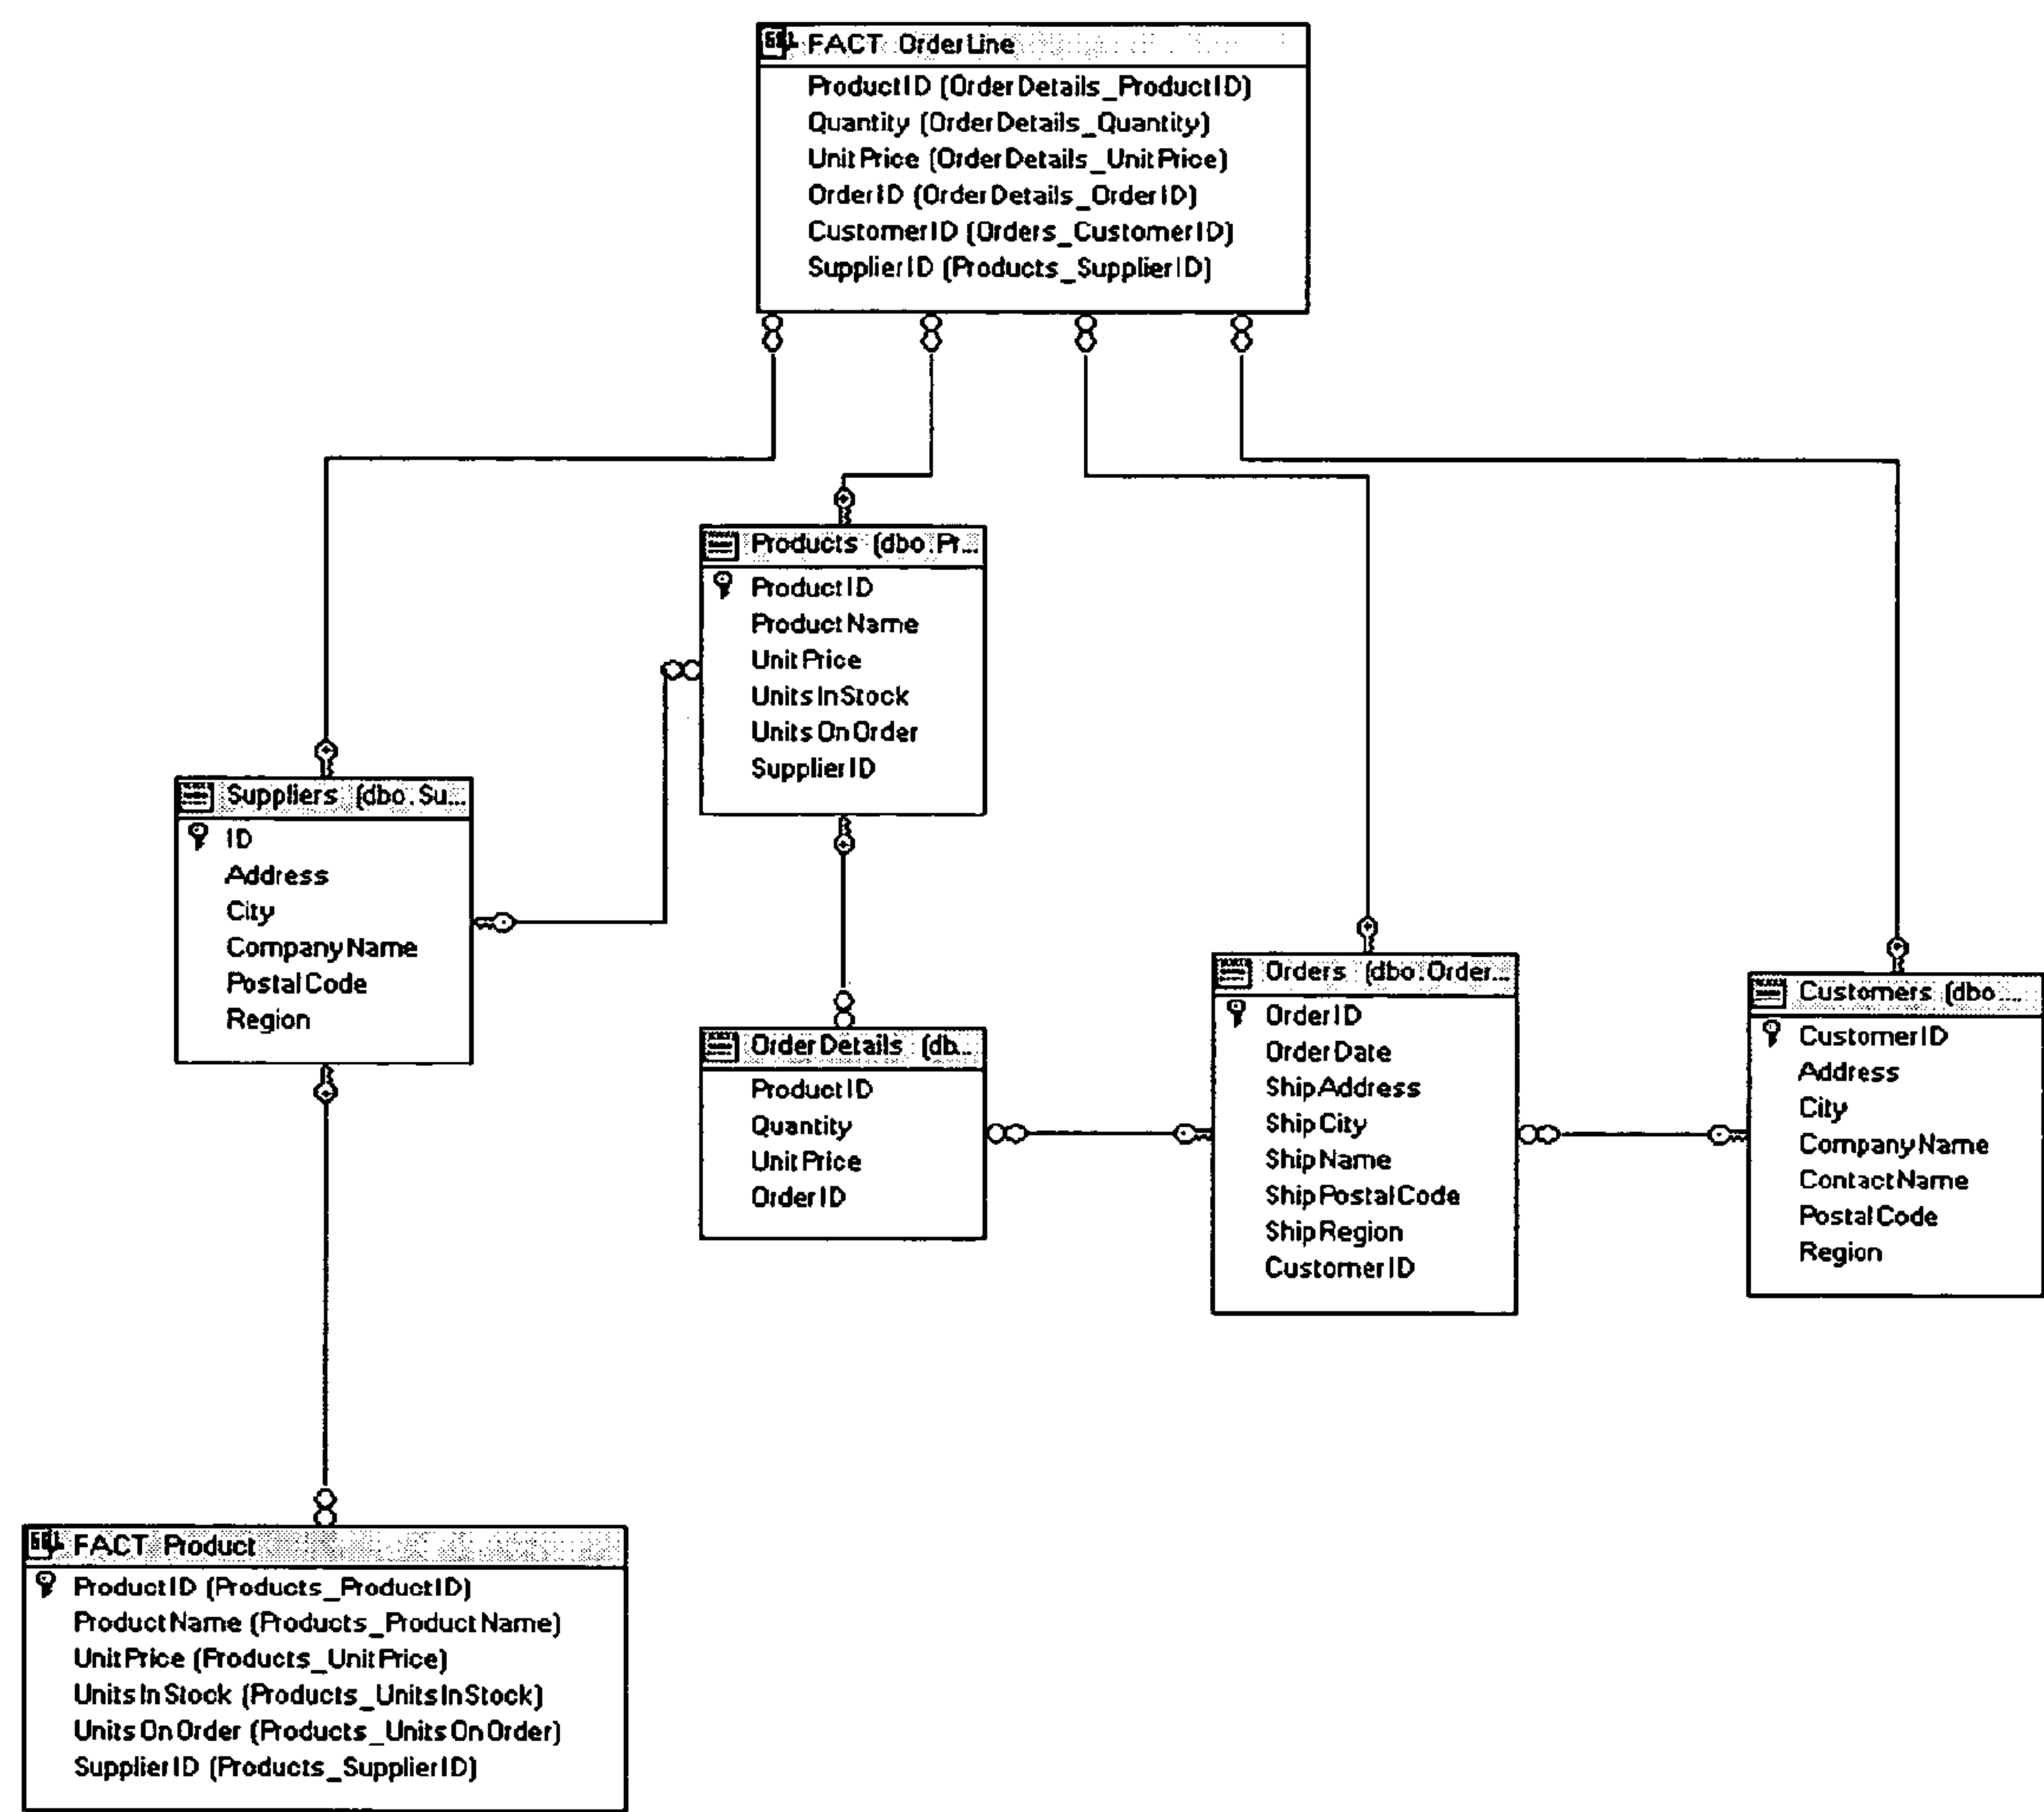 FACT OrderLine
ProductID (OrderDetails_ProductID)
Quantity (OrderDetails_Quantity)
UnitPrice (OrderDetails_UnitPrice)
OrderID (OrderDetails_OrderID)
CustomerID (Orders_CustomerID)
SupplierID (Products_SupplierID)
Products (dbo.Pr...
ProductID
ProductName
UnitPrice
UnitsInStock
UnitsOnOrder
SupplierID
Suppliers (dbo.Su...
ID
Address
City
CompanyName
PostalCode
Region
OrderDetails (db...
ProductID
Quantity
UnitPrice
OrderID
Orders (dbo.Order...
OrderID
OrderDate
ShipAddress
ShipCity
ShipName
ShipPostalCode
ShipRegion
CustomerID
Customers (dbo....
CustomerID
Address
City
CompanyName
ContactName
PostalCode
Region
FACT Product
ProductID (Products_ProductID)
ProductName (Products_ProductName)
UnitPrice (Products_UnitPrice)
UnitsInStock (Products_UnitsInStock)
UnitsOnOrder (Products_UnitsOnOrder)
SupplierID (Products_SupplierID)